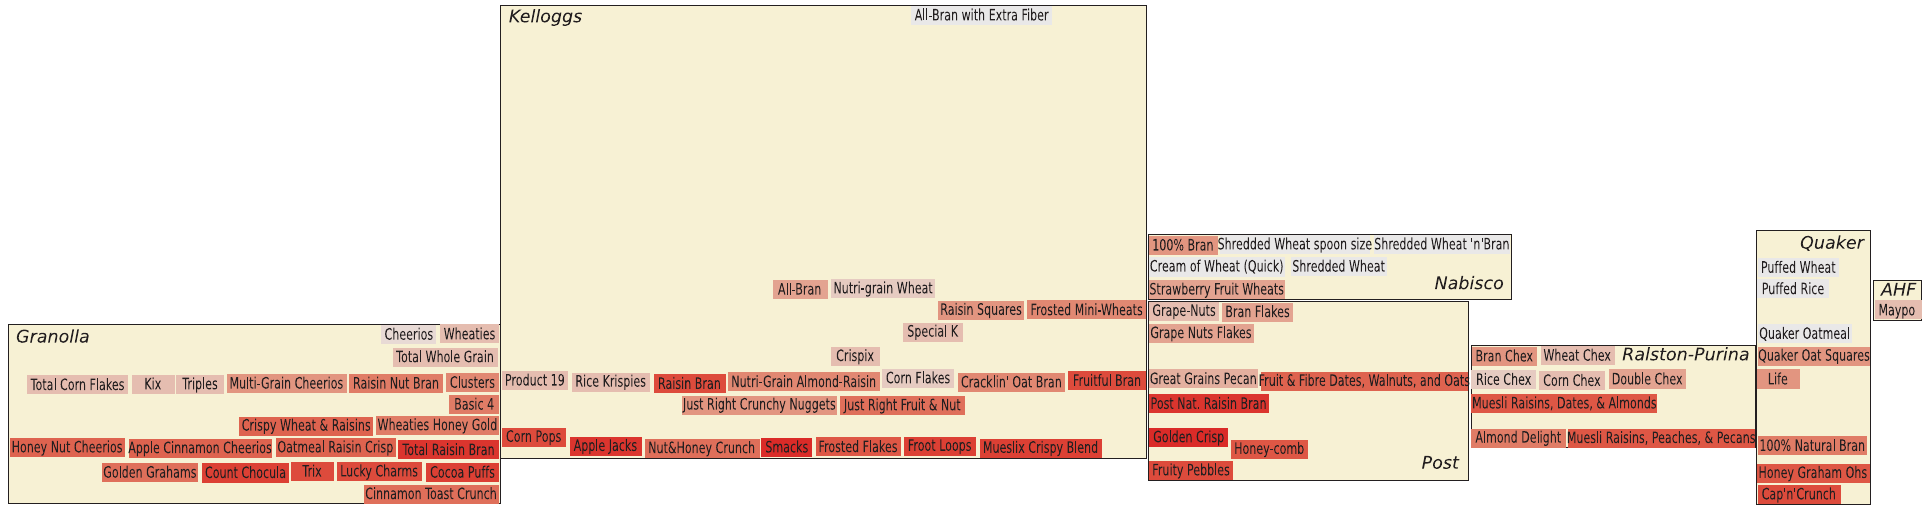 Granolla
Cheerios
Wheaties
Total Whole Grain
Total Corn Flakes
Kix
Triples
Multi-Grain Cheerios
Raisin Nut Bran
Clusters
Basic 4
Crispy Wheat & Raisins
Wheaties Honey Gold
Honey Nut Cheerios
Apple Cinnamon Cheerios
Oatmeal Raisin Crisp
Total Raisin Bran
Golden Grahams
Count Chocula
Trix
Lucky Charms
Cocoa Puffs
Cinnamon Toast Crunch
Kelloggs
All-Bran with Extra Fiber
All-Bran
Nutri-grain Wheat
Raisin Squares
Frosted Mini-Wheats
Special K
Crispix
Product 19
Rice Krispies
Raisin Bran
Nutri-Grain Almond-Raisin
Corn Flakes
Cracklin' Oat Bran
Fruitful Bran
Just Right Crunchy Nuggets
Just Right Fruit & Nut
Corn Pops
Apple Jacks
Nut&Honey Crunch
Smacks
Frosted Flakes
Froot Loops
Mueslix Crispy Blend
100% Bran
Shredded Wheat spoon size
Shredded Wheat 'n'Bran
Cream of Wheat (Quick)
Shredded Wheat
Nabisco
Strawberry Fruit Wheats
Grape-Nuts
Bran Flakes
Grape Nuts Flakes
Great Grains Pecan
Fruit & Fibre Dates, Walnuts, and Oats
Post Nat. Raisin Bran
Golden Crisp
Honey-comb
Post
Fruity Pebbles
Ralston-Purina
Bran Chex
Wheat Chex
Rice Chex
Corn Chex
Double Chex
Muesli Raisins, Dates, & Almonds
Almond Delight
Muesli Raisins, Peaches, & Pecans
Quaker
Puffed Wheat
Puffed Rice
Quaker Oatmeal
Quaker Oat Squares
Life
100% Natural Bran
Honey Graham Ohs
Cap'n'Crunch
AHF
Maypo